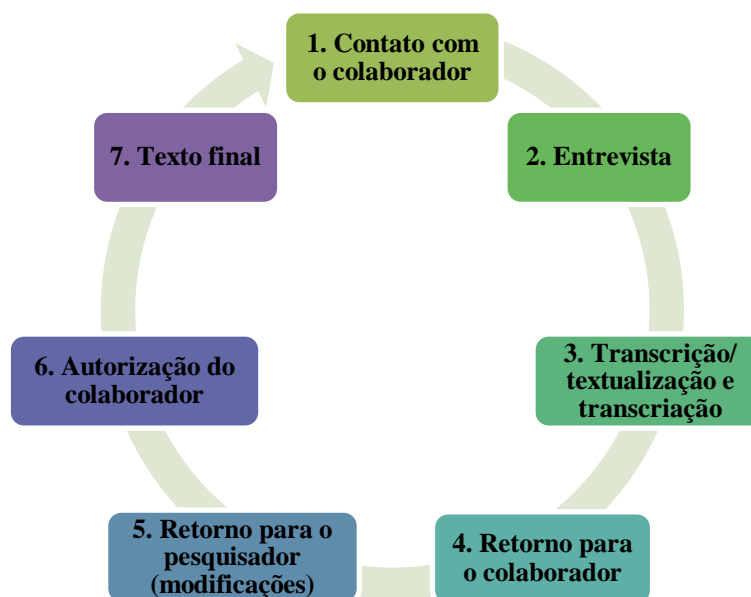 1. Contato com
o colaborador
2. Entrevista
3. Transcrição/
textualização e
transcriação
4. Retorno para
o colaborador
5. Retorno para o
pesquisador
(modificações)
6. Autorização do
colaborador
7. Texto final